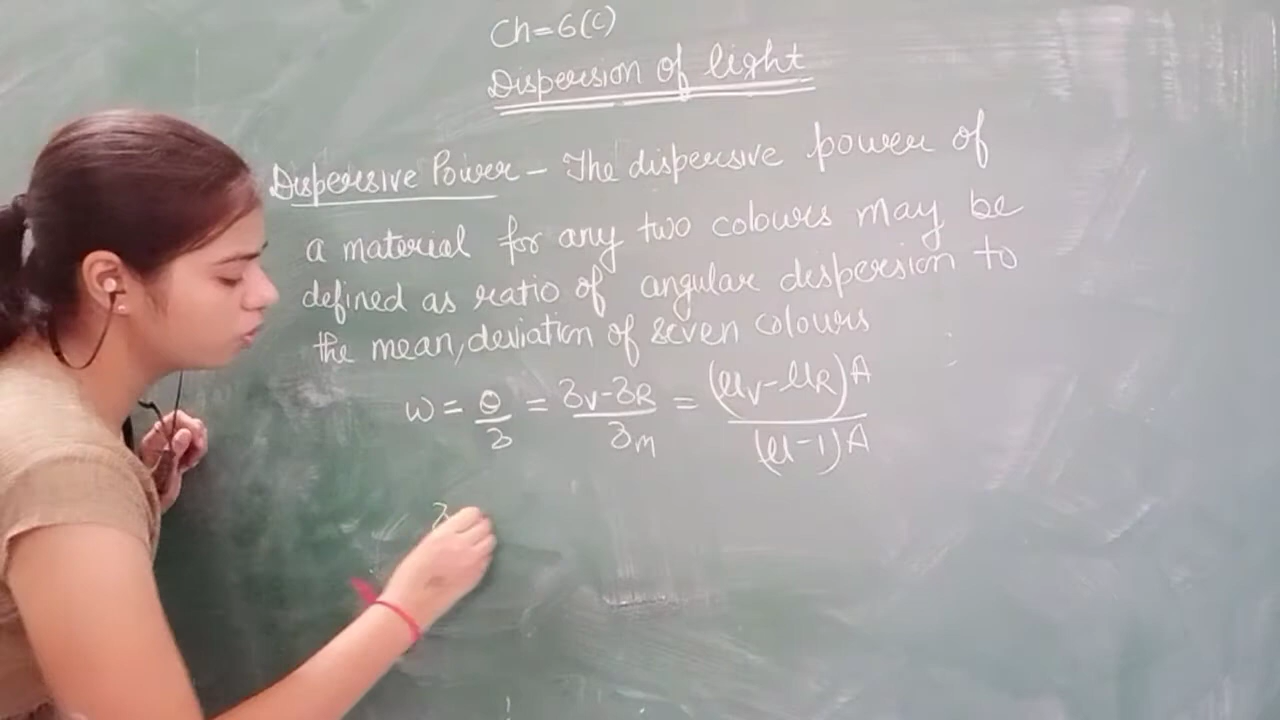 Ch=6(C)
Dispersion of light
Dispersive Power - The dispersive power of
a material for any two colours may be
defined as ratio of angular dispersion to
the mean, deviation of seven colours
ω = θ/δ = δv-δR/δm = (μv-μR)A/(μ-1)A